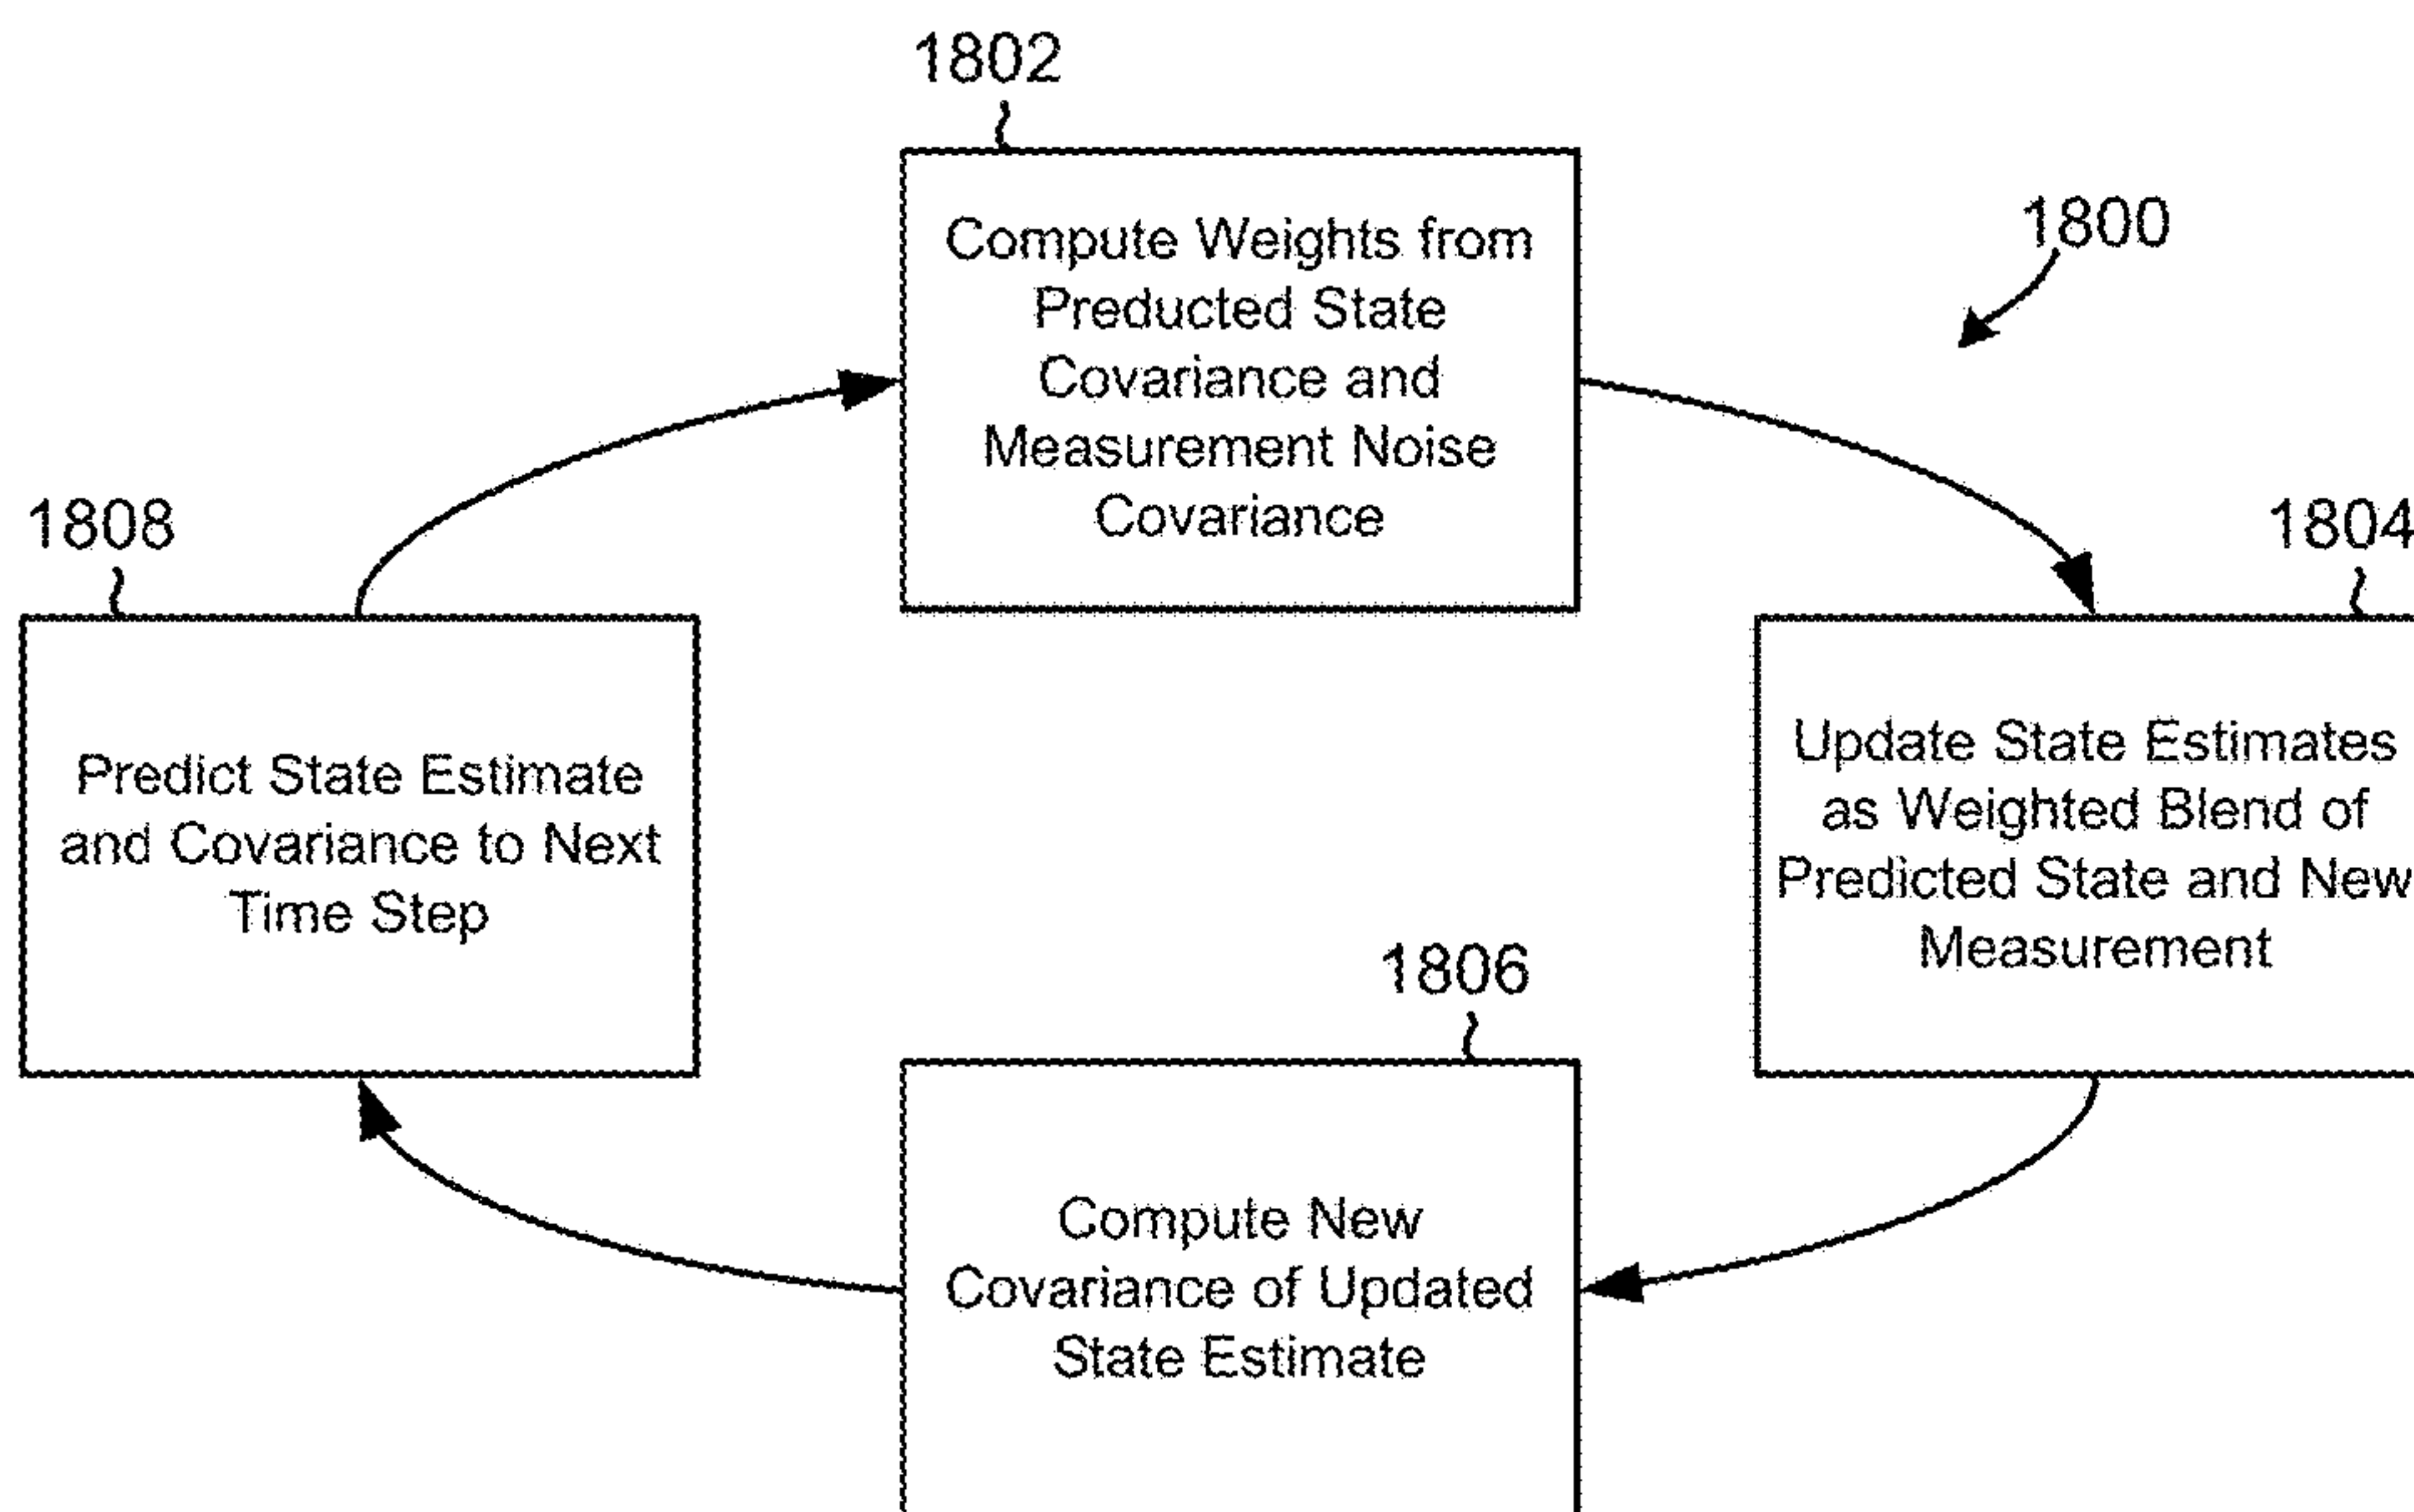 1802
Compute Weights from
Preducted State
Covariance and
Measurement Noise
Covariance
1800
1804
Update State Estimates
as Weighted Blend of
Predicted State and New
Measurement
1806
Compute New
Covariance of Updated
State Estimate
1808
Predict State Estimate
and Covariance to Next
Time Step